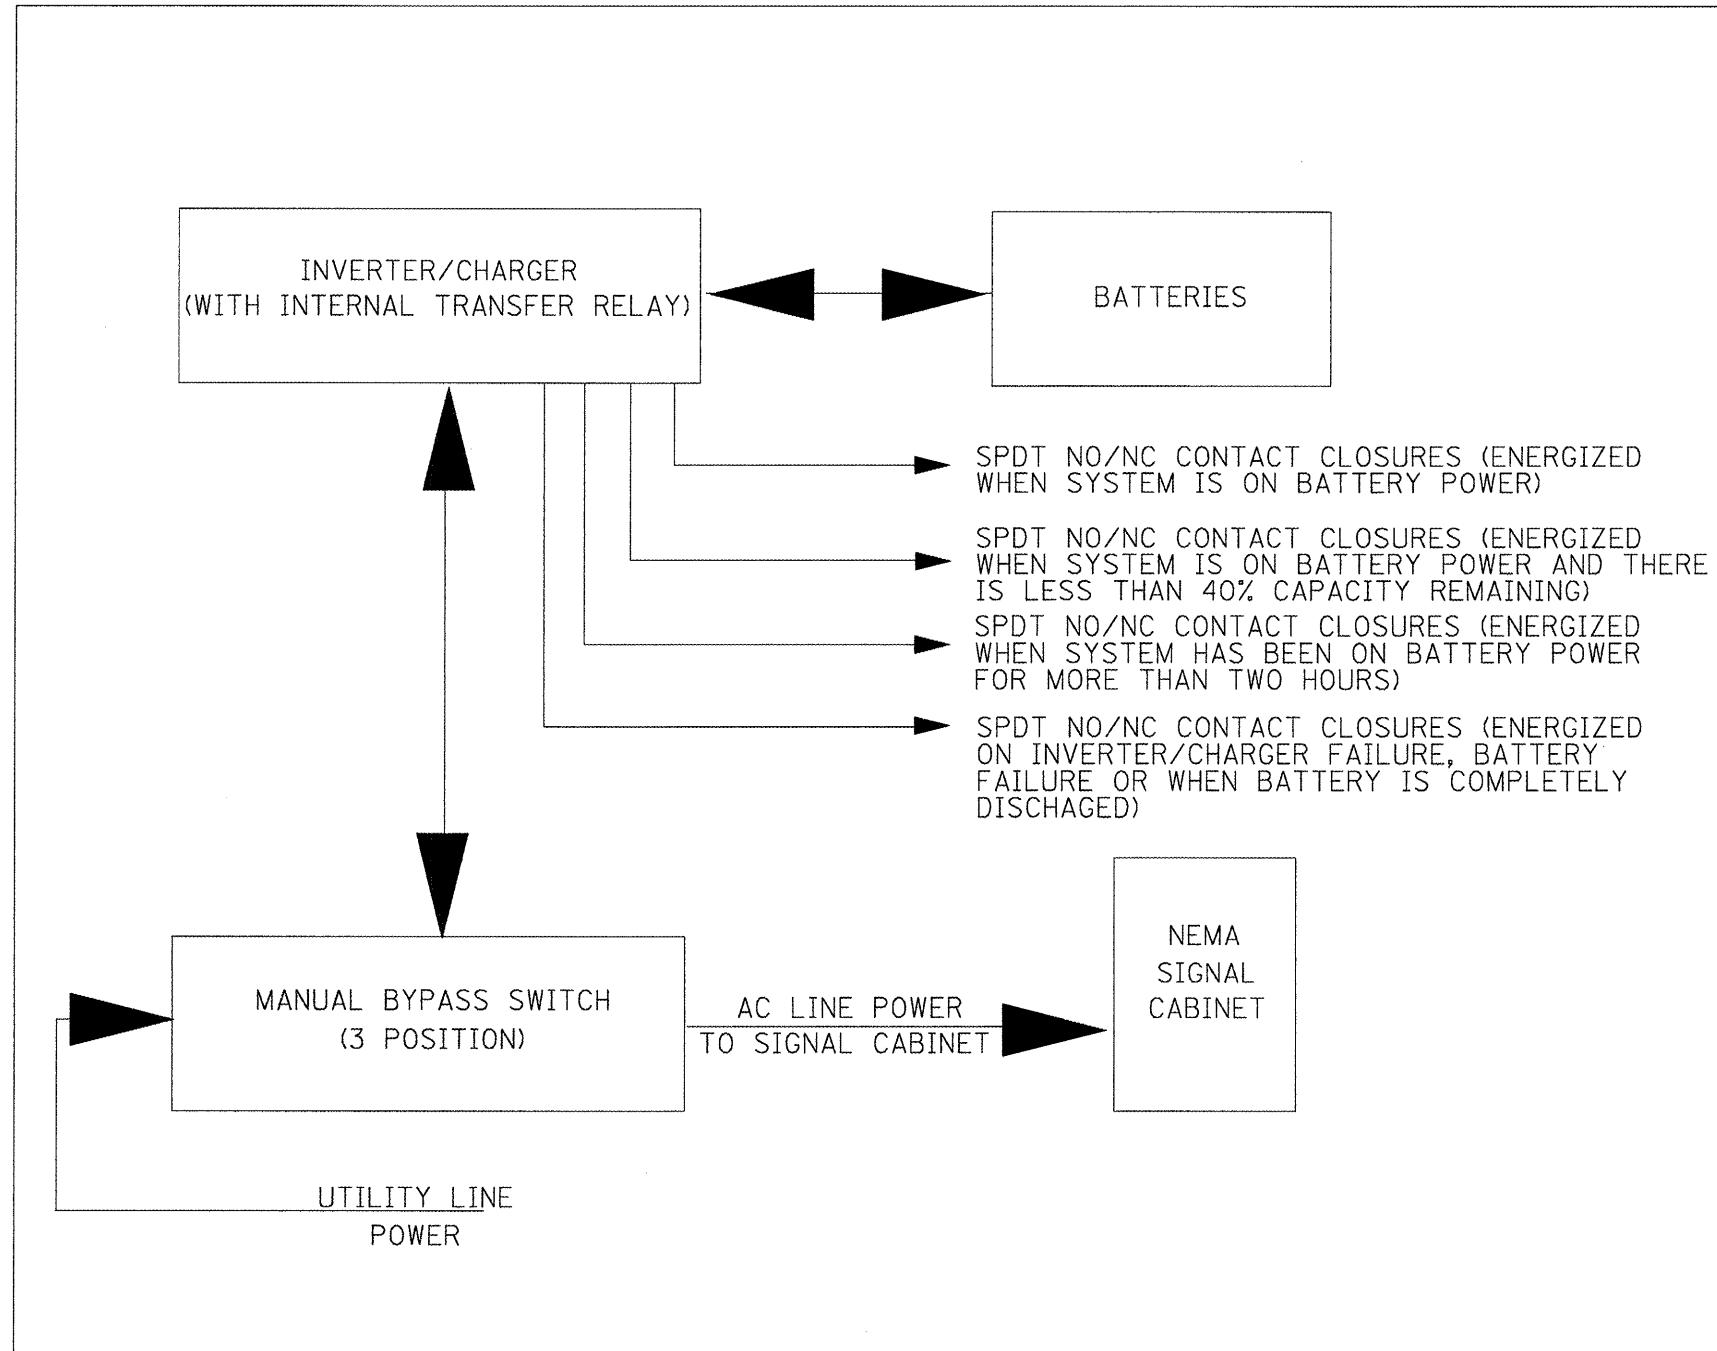 INVERTER/CHARGER
(WITH INTERNAL TRANSFER RELAY)
BATTERIES
SPDT NO/NC CONTACT CLOSURES (ENERGIZED
WHEN SYSTEM IS ON BATTERY POWER)
SPDT NO/NC CONTACT CLOSURES (ENERGIZED
WHEN SYSTEM IS ON BATTERY POWER AND THERE
IS LESS THAN 40% CAPACITY REMAINING)
SPDT NO/NC CONTACT CLOSURES (ENERGIZED
WHEN SYSTEM HAS BEEN ON BATTERY POWER
FOR MORE THAN TWO HOURS)
SPDT NO/NC CONTACT CLOSURES (ENERGIZED
ON INVERTER/CHARGER FAILURE, BATTERY
FAILURE OR WHEN BATTERY IS COMPLETELY
DISCHAGED)
MANUAL BYPASS SWITCH
(3 POSITION)
AC LINE POWER
TO SIGNAL CABINET
NEMA
SIGNAL
CABINET
UTILITY LINE
POWER